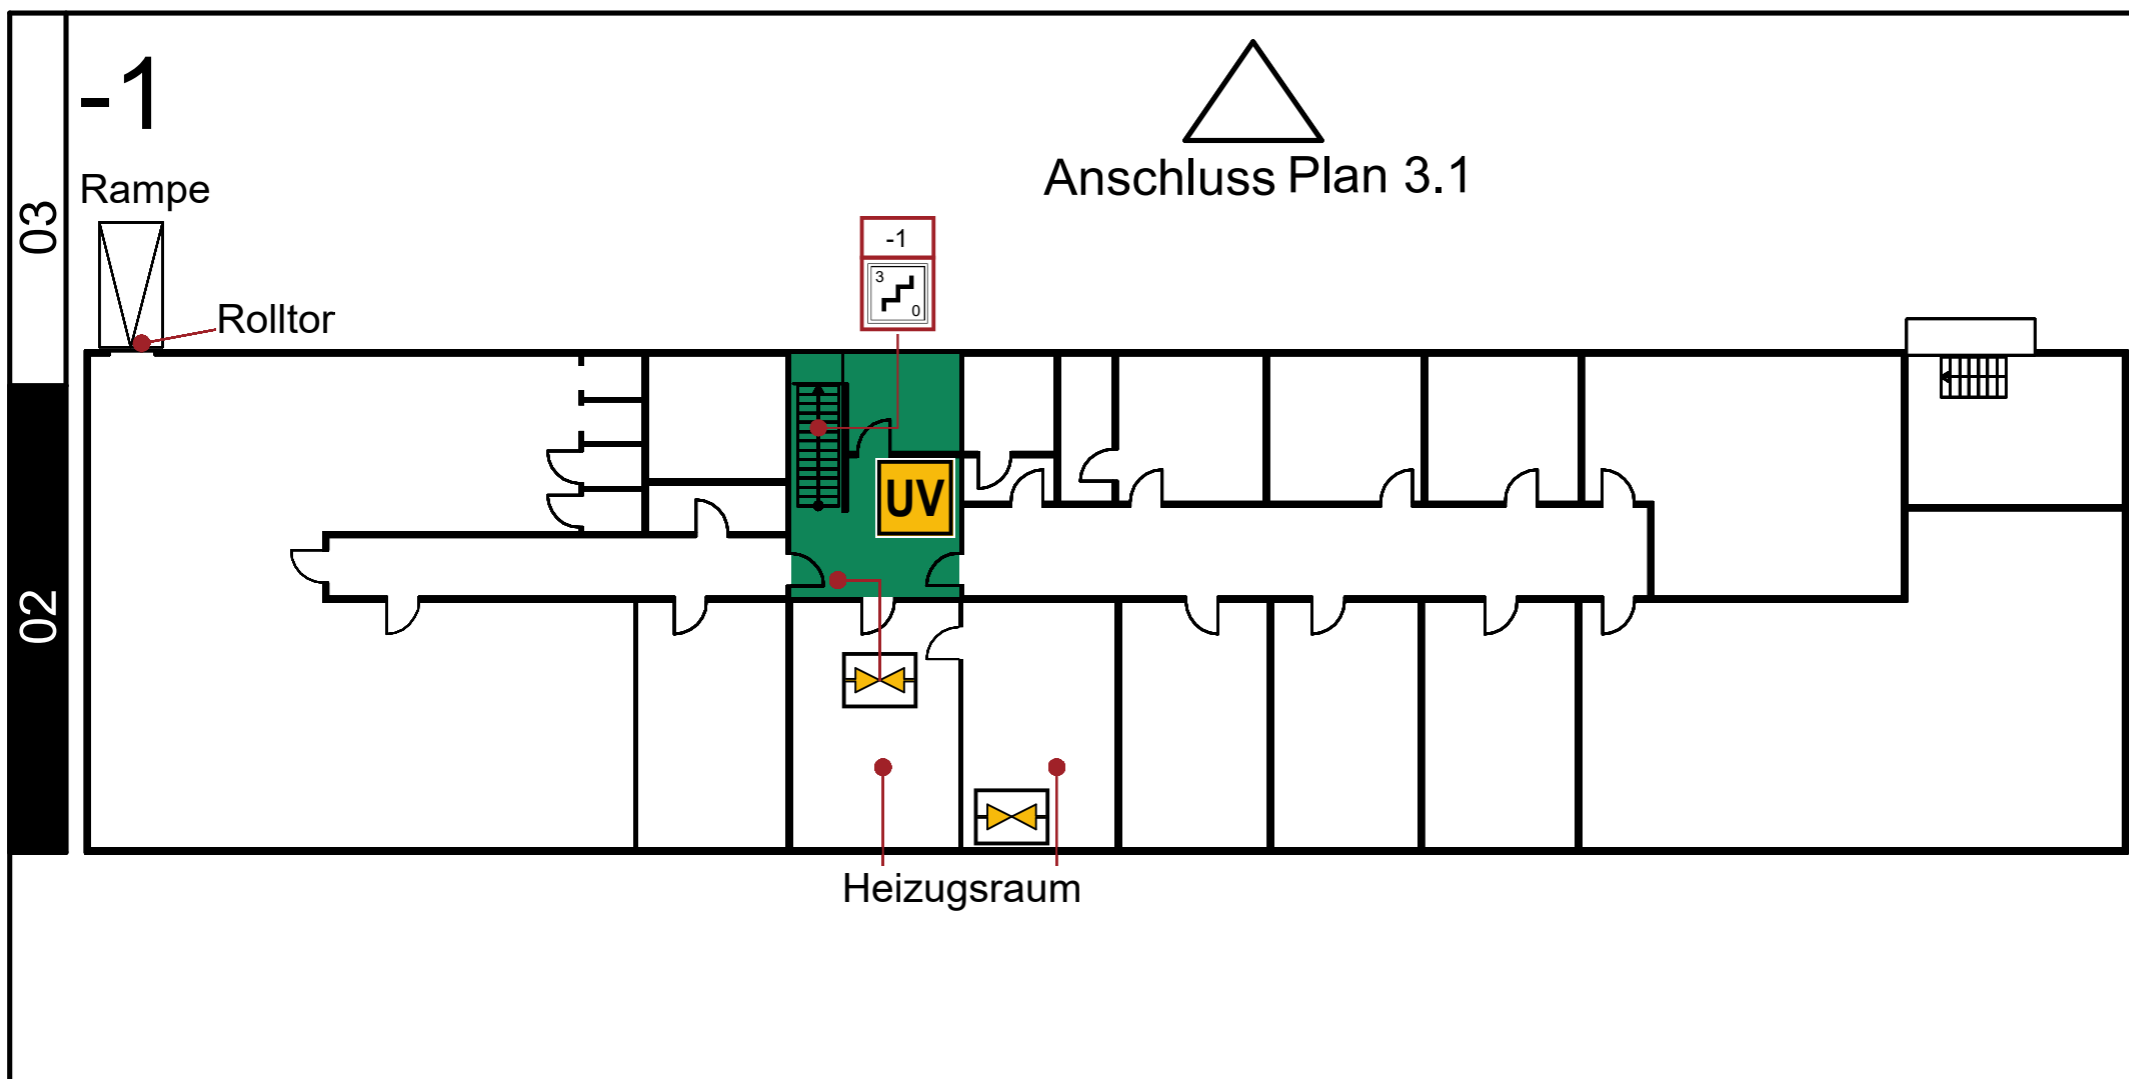 -1
Anschluss Plan 3.1
Rampe
03
-1
3
0
Rolltor
UV
02
Heizugsraum